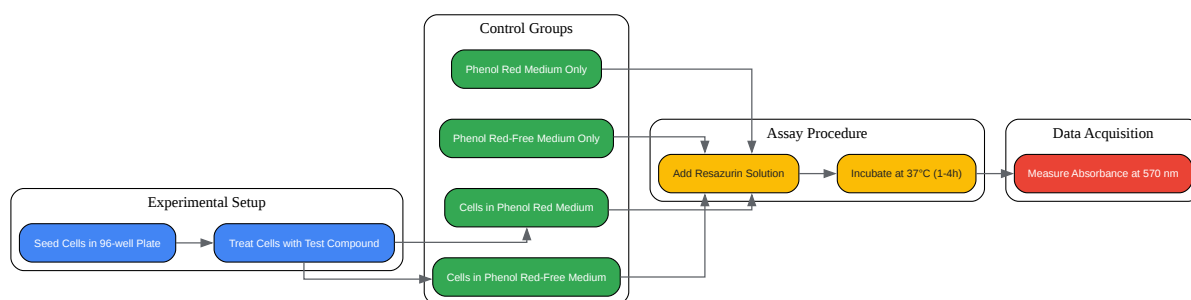 Control Groups
Phenol Red Medium Only
Phenol Red-Free Medium Only
Cells in Phenol Red Medium
Cells in Phenol Red-Free Medium
Experimental Setup
Seed Cells in 96-well Plate
Treat Cells with Test Compound
Assay Procedure
Add Resazurin Solution
Incubate at 37°C (1-4h)
Data Acquisition
Measure Absorbance at 570 nm